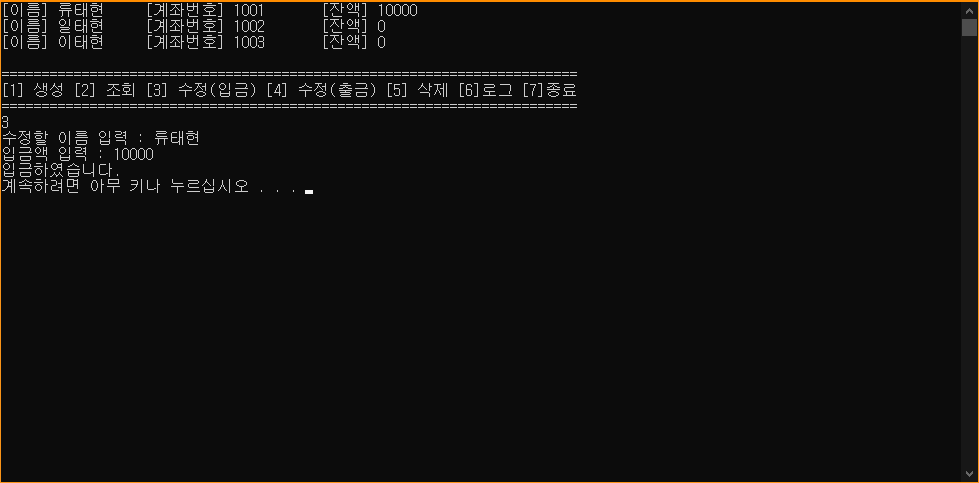 [이름] 류태현 [계좌번호] 1001 [잔액] 10000
[이름] 일태현 [계좌번호] 1002 [잔액] 0
[이름] 이태현 [계좌번호] 1003 [잔액] 0
========================================================================
[1] 생성 [2] 조회 [3] 수정(입금) [4] 수정(출금) [5] 삭제 [6]로그 [7]종료
========================================================================
3
수정할 이름 입력 : 류태현
입금액 입력 : 10000
입금하였습니다.
계속하려면 아무 키나 누르십시오 . . .